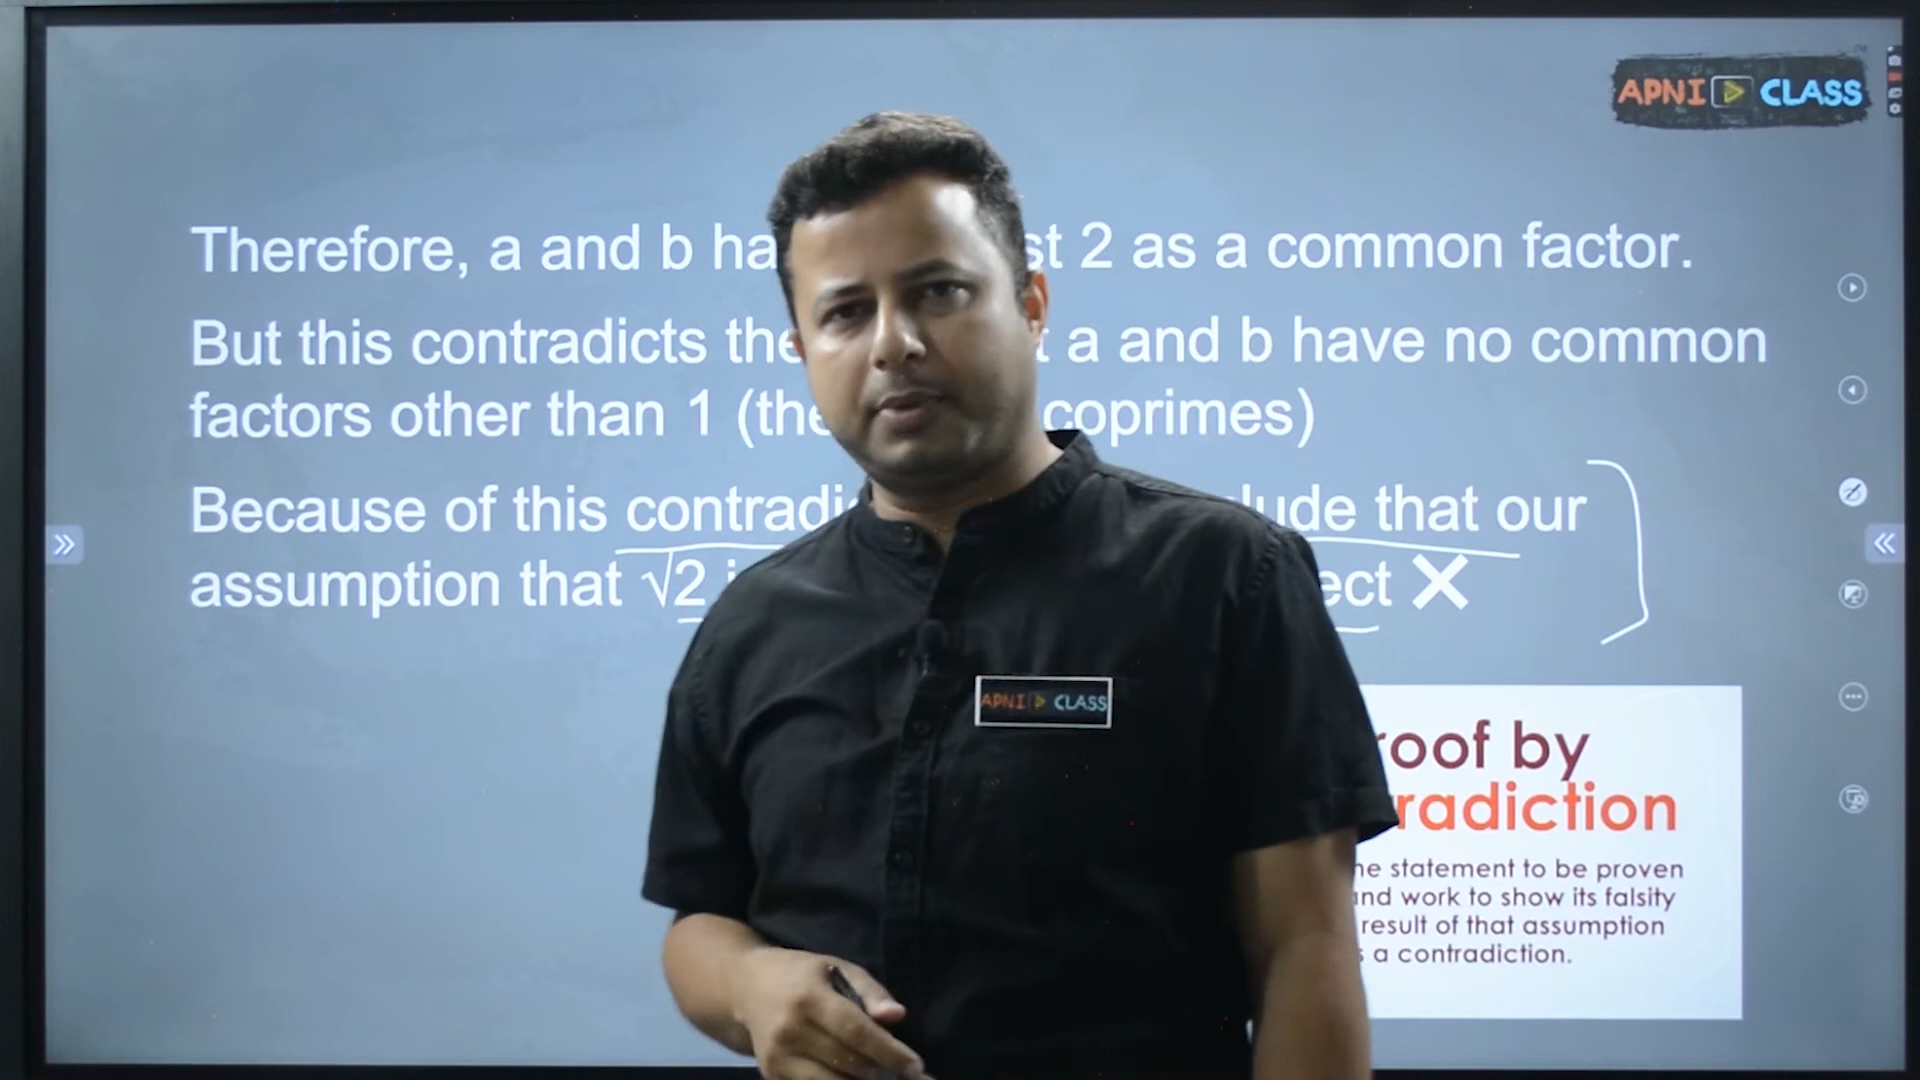 APNI CLASS
Therefore, a and b ha st 2 as a common factor.
But this contradicts the t a and b have no common
factors other than 1 (the coprimes)
Because of this contradi lude that our
assumption that √2 i ect ✕
APNI CLASS
roof by
radiction
he statement to be proven
and work to show its falsity
result of that assumption
s a contradiction.